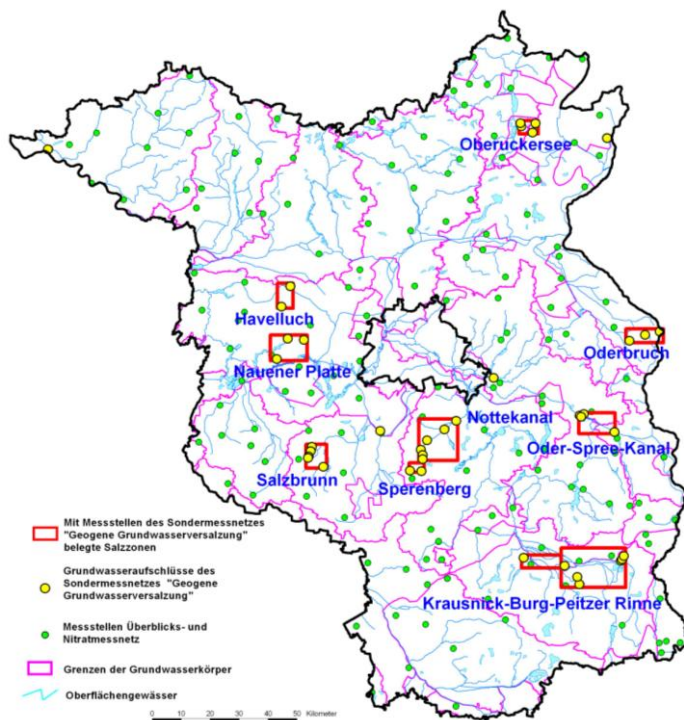 Oberuckersee
Havelluch
Oderbruch
Nauener Platte
Nottekanal
Oder-Spree-Kanal
Salzbrunn
Sperenberg
Krausnick-Burg-Peitzer Rinne
Mit Messstellen des Sondermessnetzes
"Geogene Grundwasserversalzung"
belegte Salzzonen
Grundwasseraufschlüsse des
Sondermessnetzes "Geogene
Grundwasserversalzung"
Messstellen Überblicks- und
Nitratmessnetz
Grenzen der Grundwasserkörper
Oberflächengewässer
0 10 20 30 40 50 Kilometer